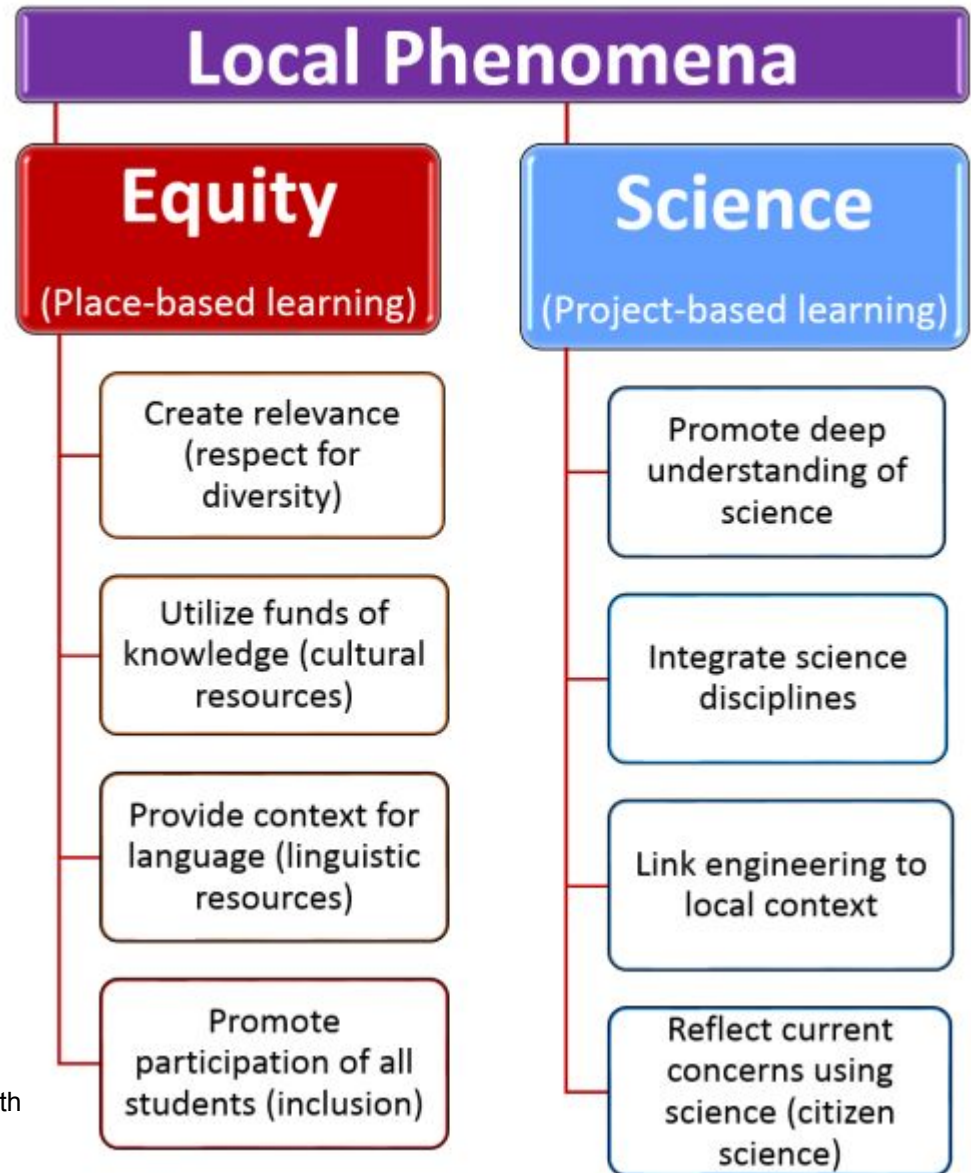 Local Phenomena
Equity
(Place-based learning)
Create relevance
(respect for
diversity)
Utilize funds of
knowledge (cultural
resources)
Provide context for
language (linguistic
resources)
Promote
participation of all
students (inclusion)
th
Science
(Project-based learning)
Promote deep
understanding of
science
Integrate science
disciplines
Link engineering to
local context
Reflect current
concerns using
science (citizen
science)